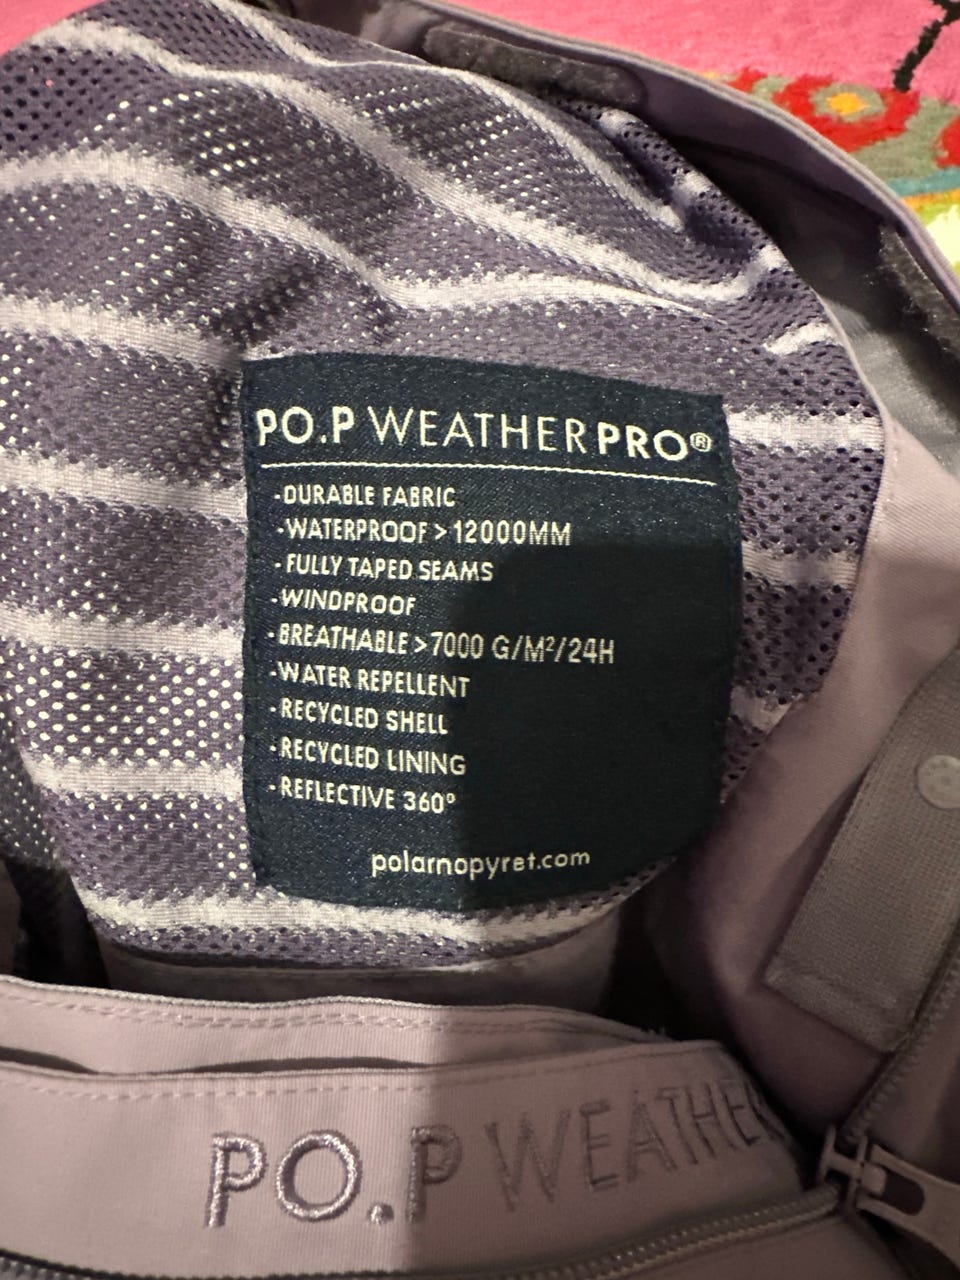 PO.P WEATHERPRO®
-DURABLE FABRIC
-WATERPROOF > 12000MM
-FULLY TAPED SEAMS
-WINDPROOF
-BREATHABLE > 7000 G/M²/24H
-WATER REPELLENT
-RECYCLED SHELL
-RECYCLED LINING
-REFLECTIVE 360°
polarnopyret.com
PO.P WEATHE